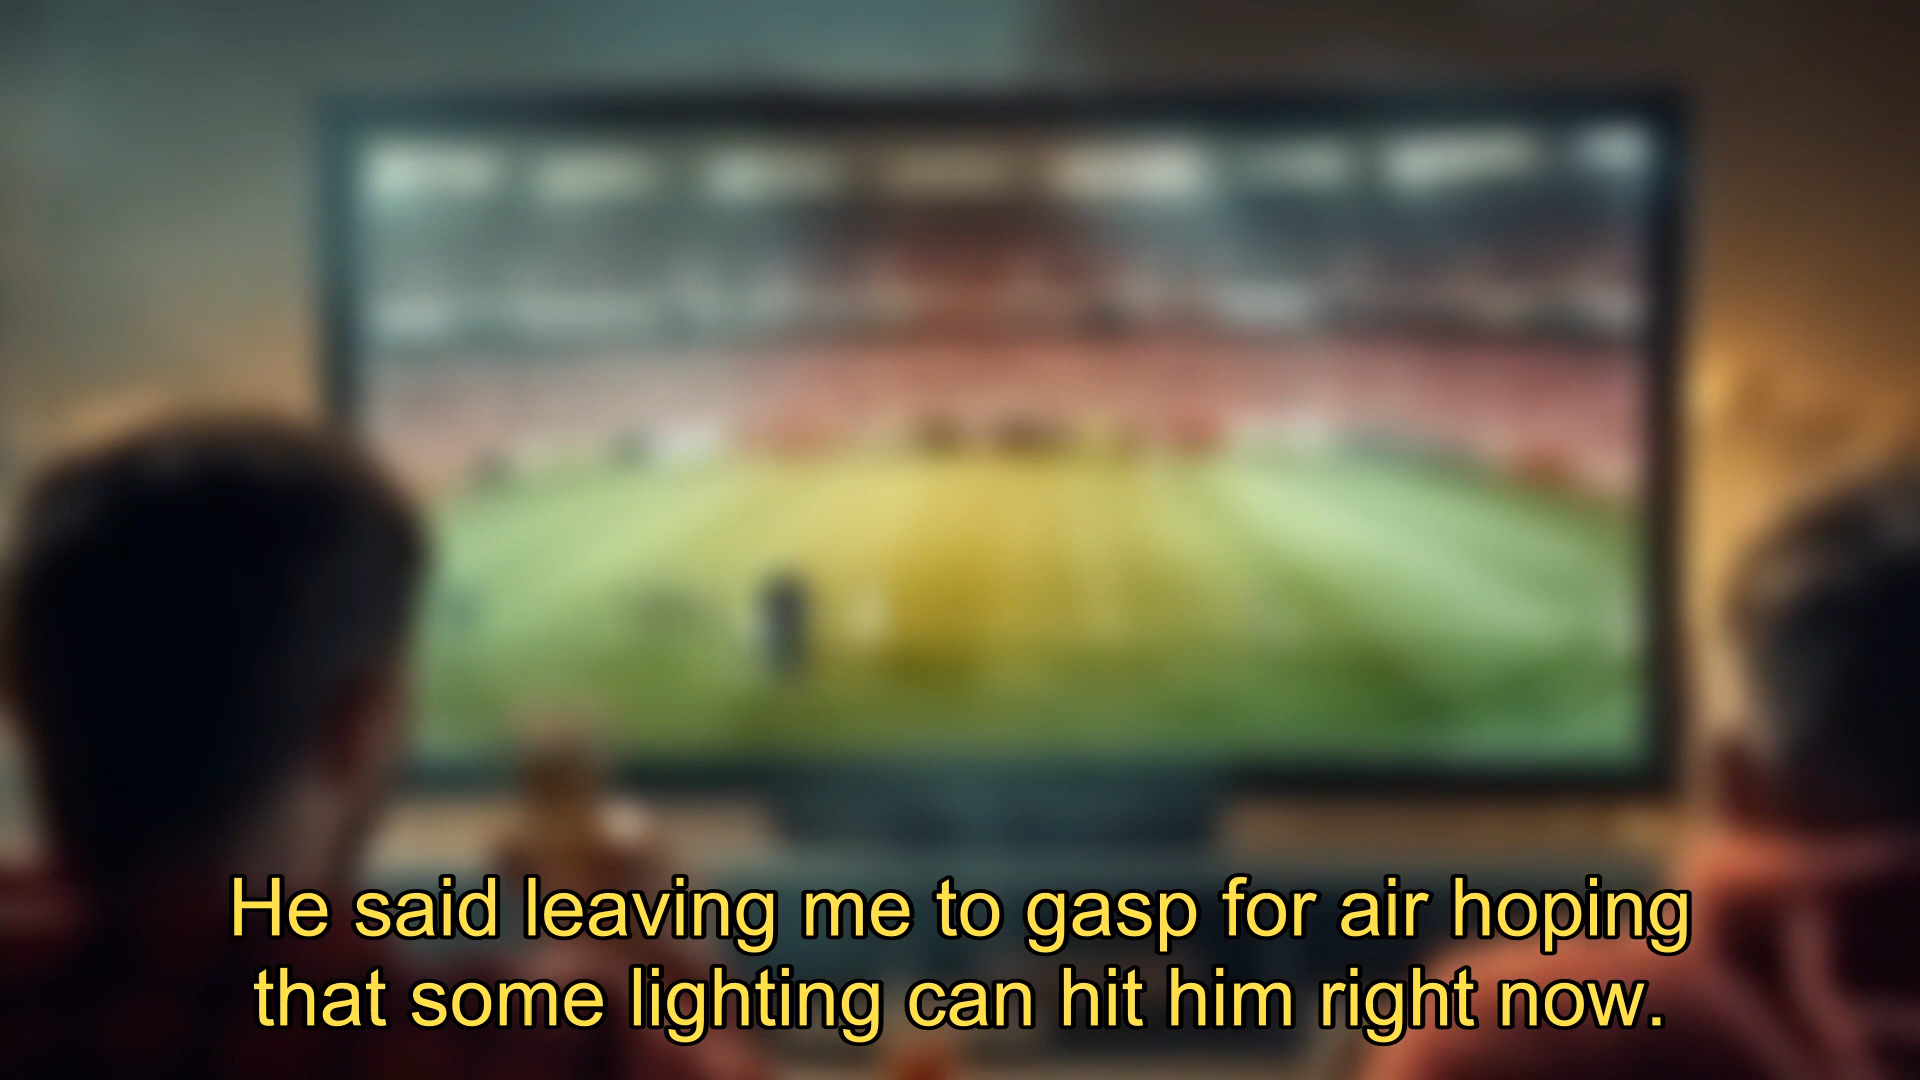 He said leaving me to gasp for air hoping
that some lighting can hit him right now.